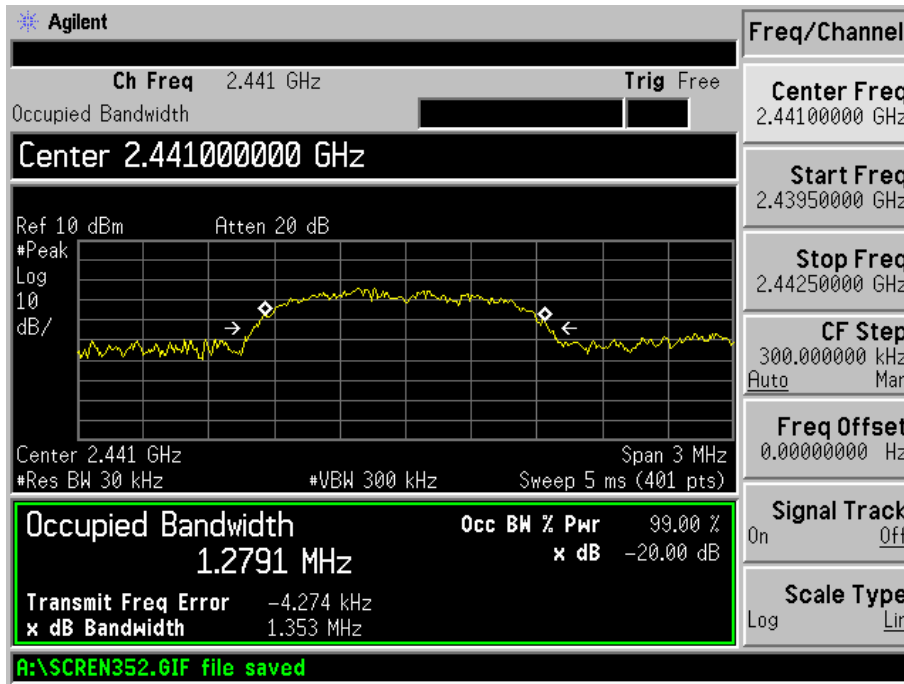 Agilent
Freq/Channel
Ch Freq 2.441 GHz Trig Free
Occupied Bandwidth
Center 2.441000000 GHz
Ref 10 dBm Atten 20 dB
#Peak
Log
10
dB/
Center 2.441 GHz Span 3 MHz
#Res BW 30 kHz #VBW 300 kHz Sweep 5 ms (401 pts)
Occupied Bandwidth Occ BW % Pwr 99.00 %
1.2791 MHz x dB -20.00 dB
Transmit Freq Error -4.274 kHz
x dB Bandwidth 1.353 MHz
A:\SCREN352.GIF file saved
Center Freq
2.44100000 GHz
Start Freq
2.43950000 GHz
Stop Freq
2.44250000 GHz
CF Step
300.000000 kHz
Auto Man
Freq Offset
0.00000000 Hz
Signal Track
On Off
Scale Type
Log Lin